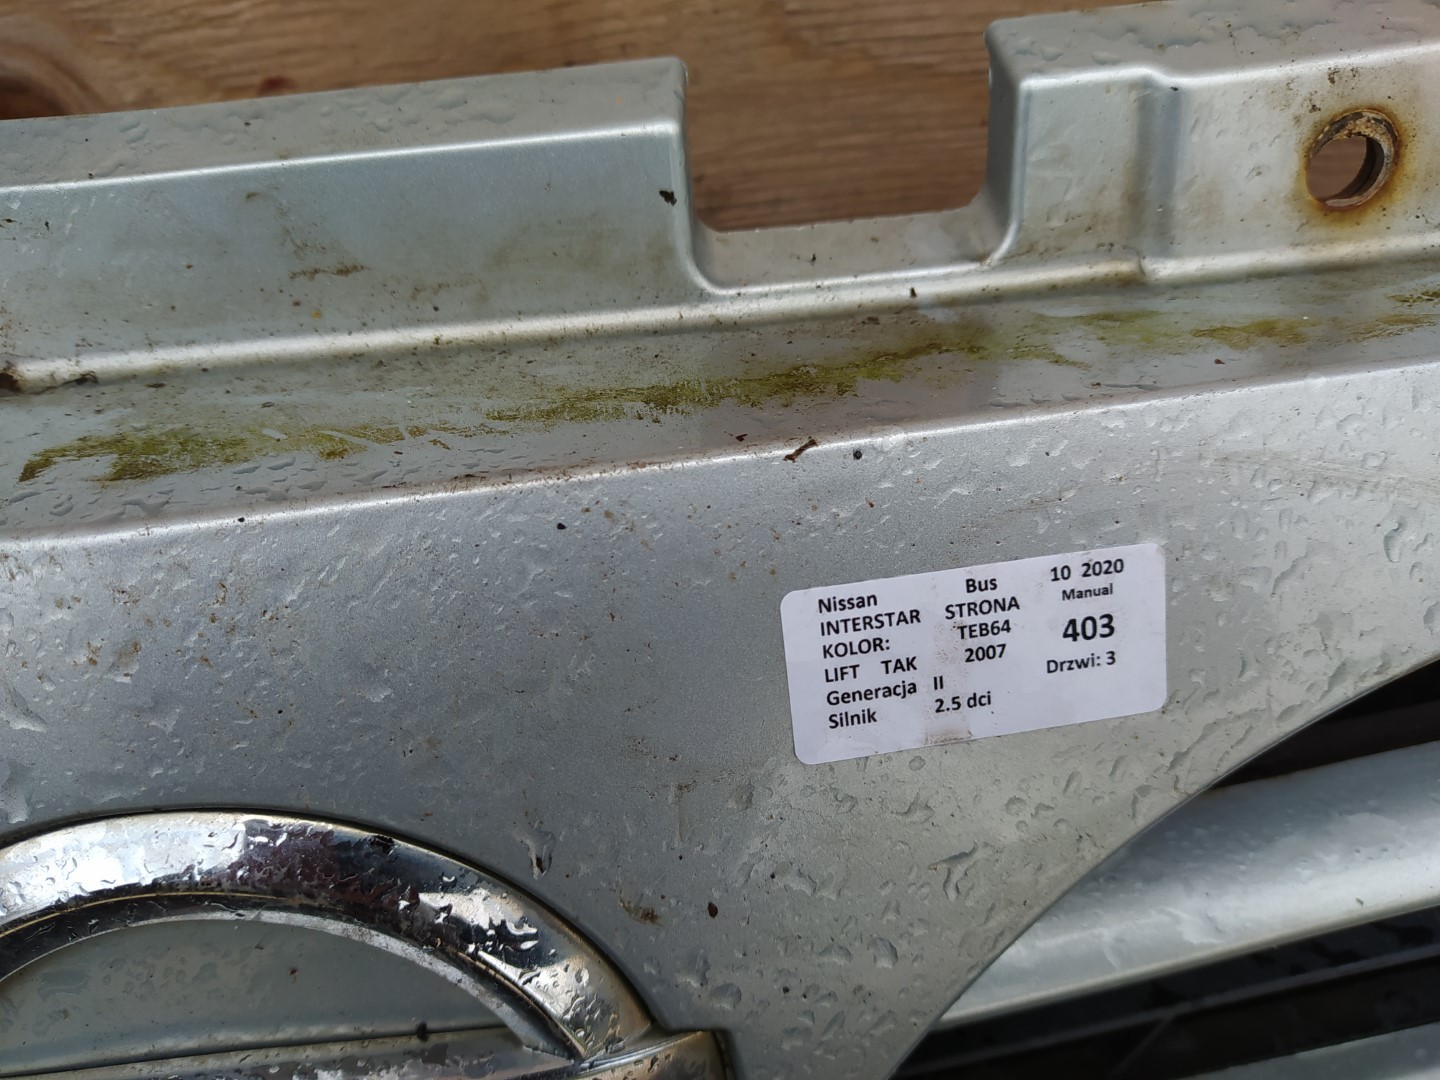 Nissan Bus 10 2020
INTERSTAR STRONA Manual
KOLOR: TEB64 403
LIFT TAK 2007 Drzwi: 3
Generacja II
Silnik 2.5 dci